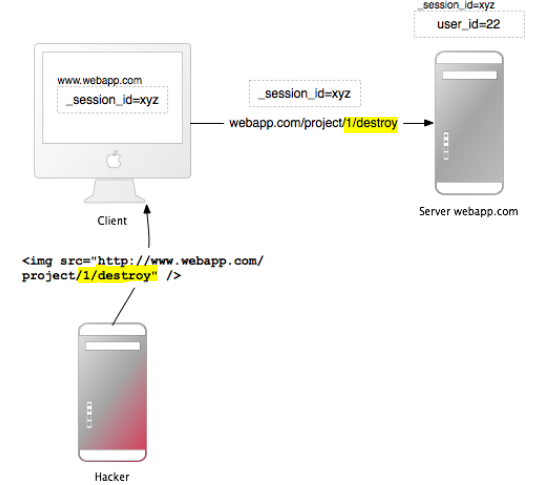 _session_id=xyz
user_id=22
www.webapp.com
_session_id=xyz
_session_id=xyz
webapp.com/project/1/destroy
Server webapp.com
Client
<img src="http://www.webapp.com/
project/1/destroy" />
Hacker